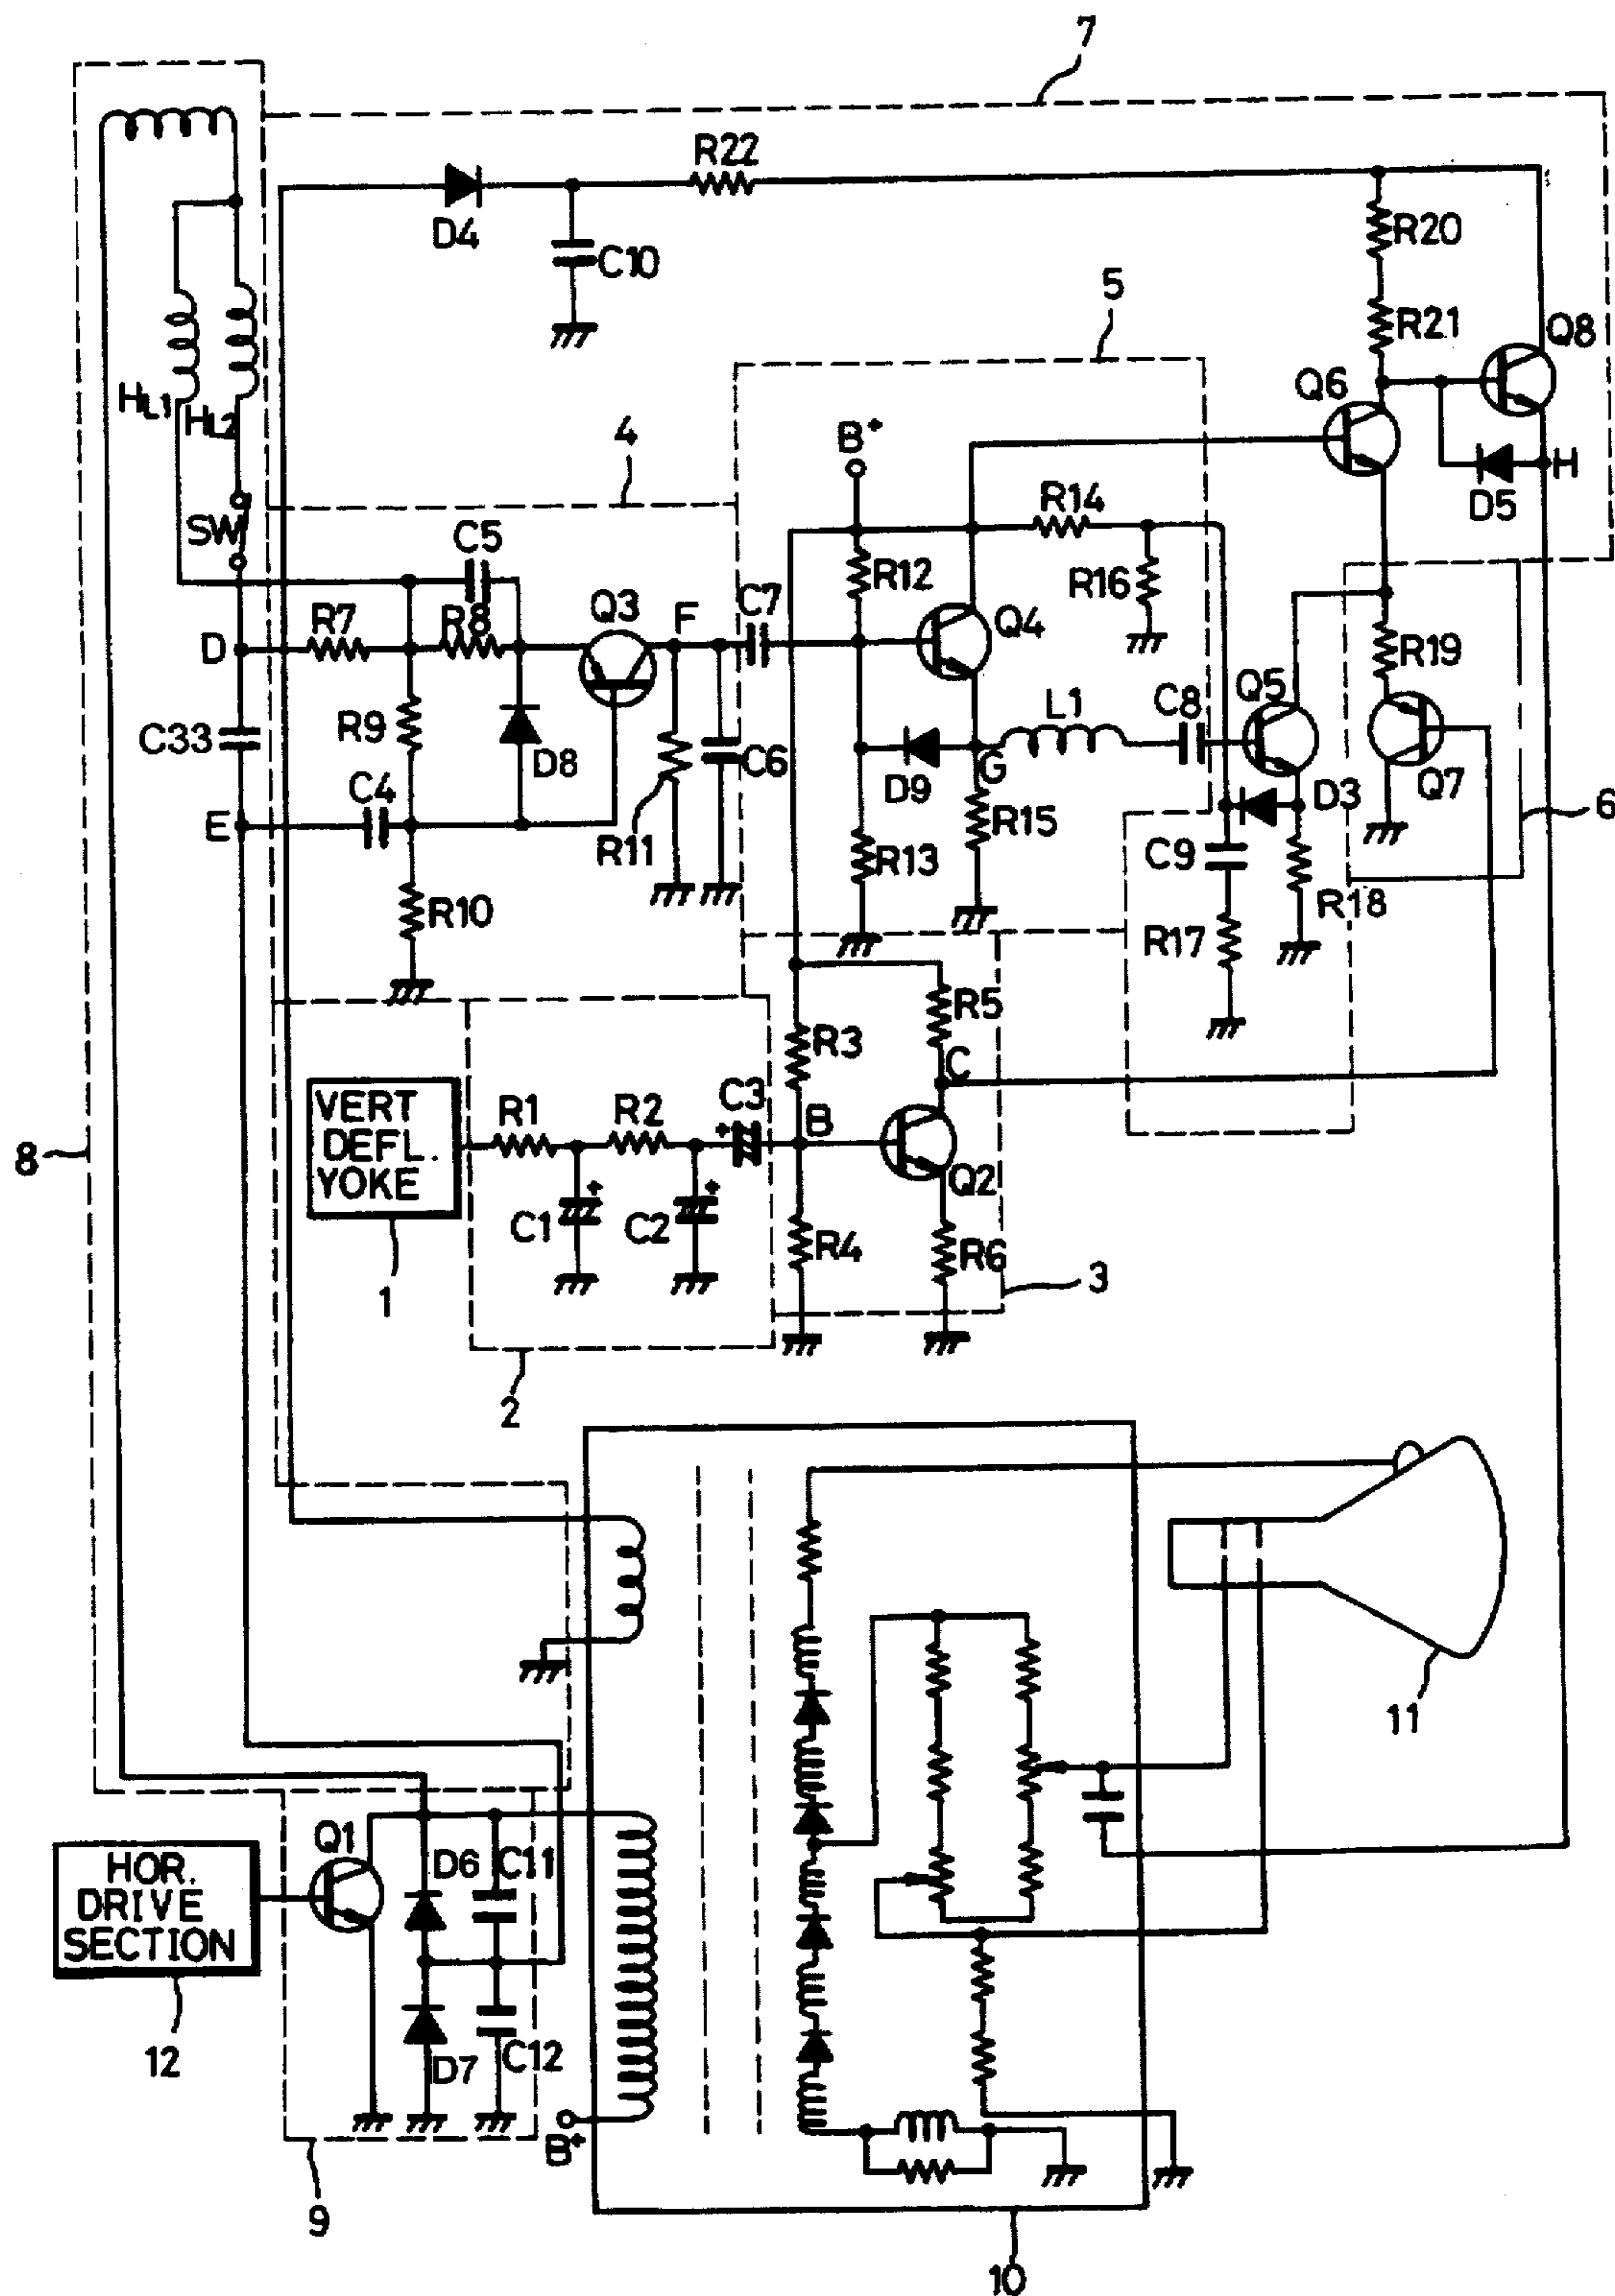 7
R22
D4
C10
R20
R21
5
Q8
Q6
HL1
HL2
B+
4
H
D5
SW
C5
R14
R12
R16
Q3
F
C7
R7
R8
Q4
D
R19
L1
C8
Q5
C33
R9
D8
C6
D9
G
D3
Q7
C4
E
R11
R15
6
R13
C9
R10
R18
R17
R5
R3
C
VERT
DEFL.
YOKE
R1
R2
C3
+
B
8
Q2
C1
+
C2
+
R4
R6
1
3
2
11
Q1
D6
C11
HOR.
DRIVE
SECTION
D7
C12
12
B+
9
10